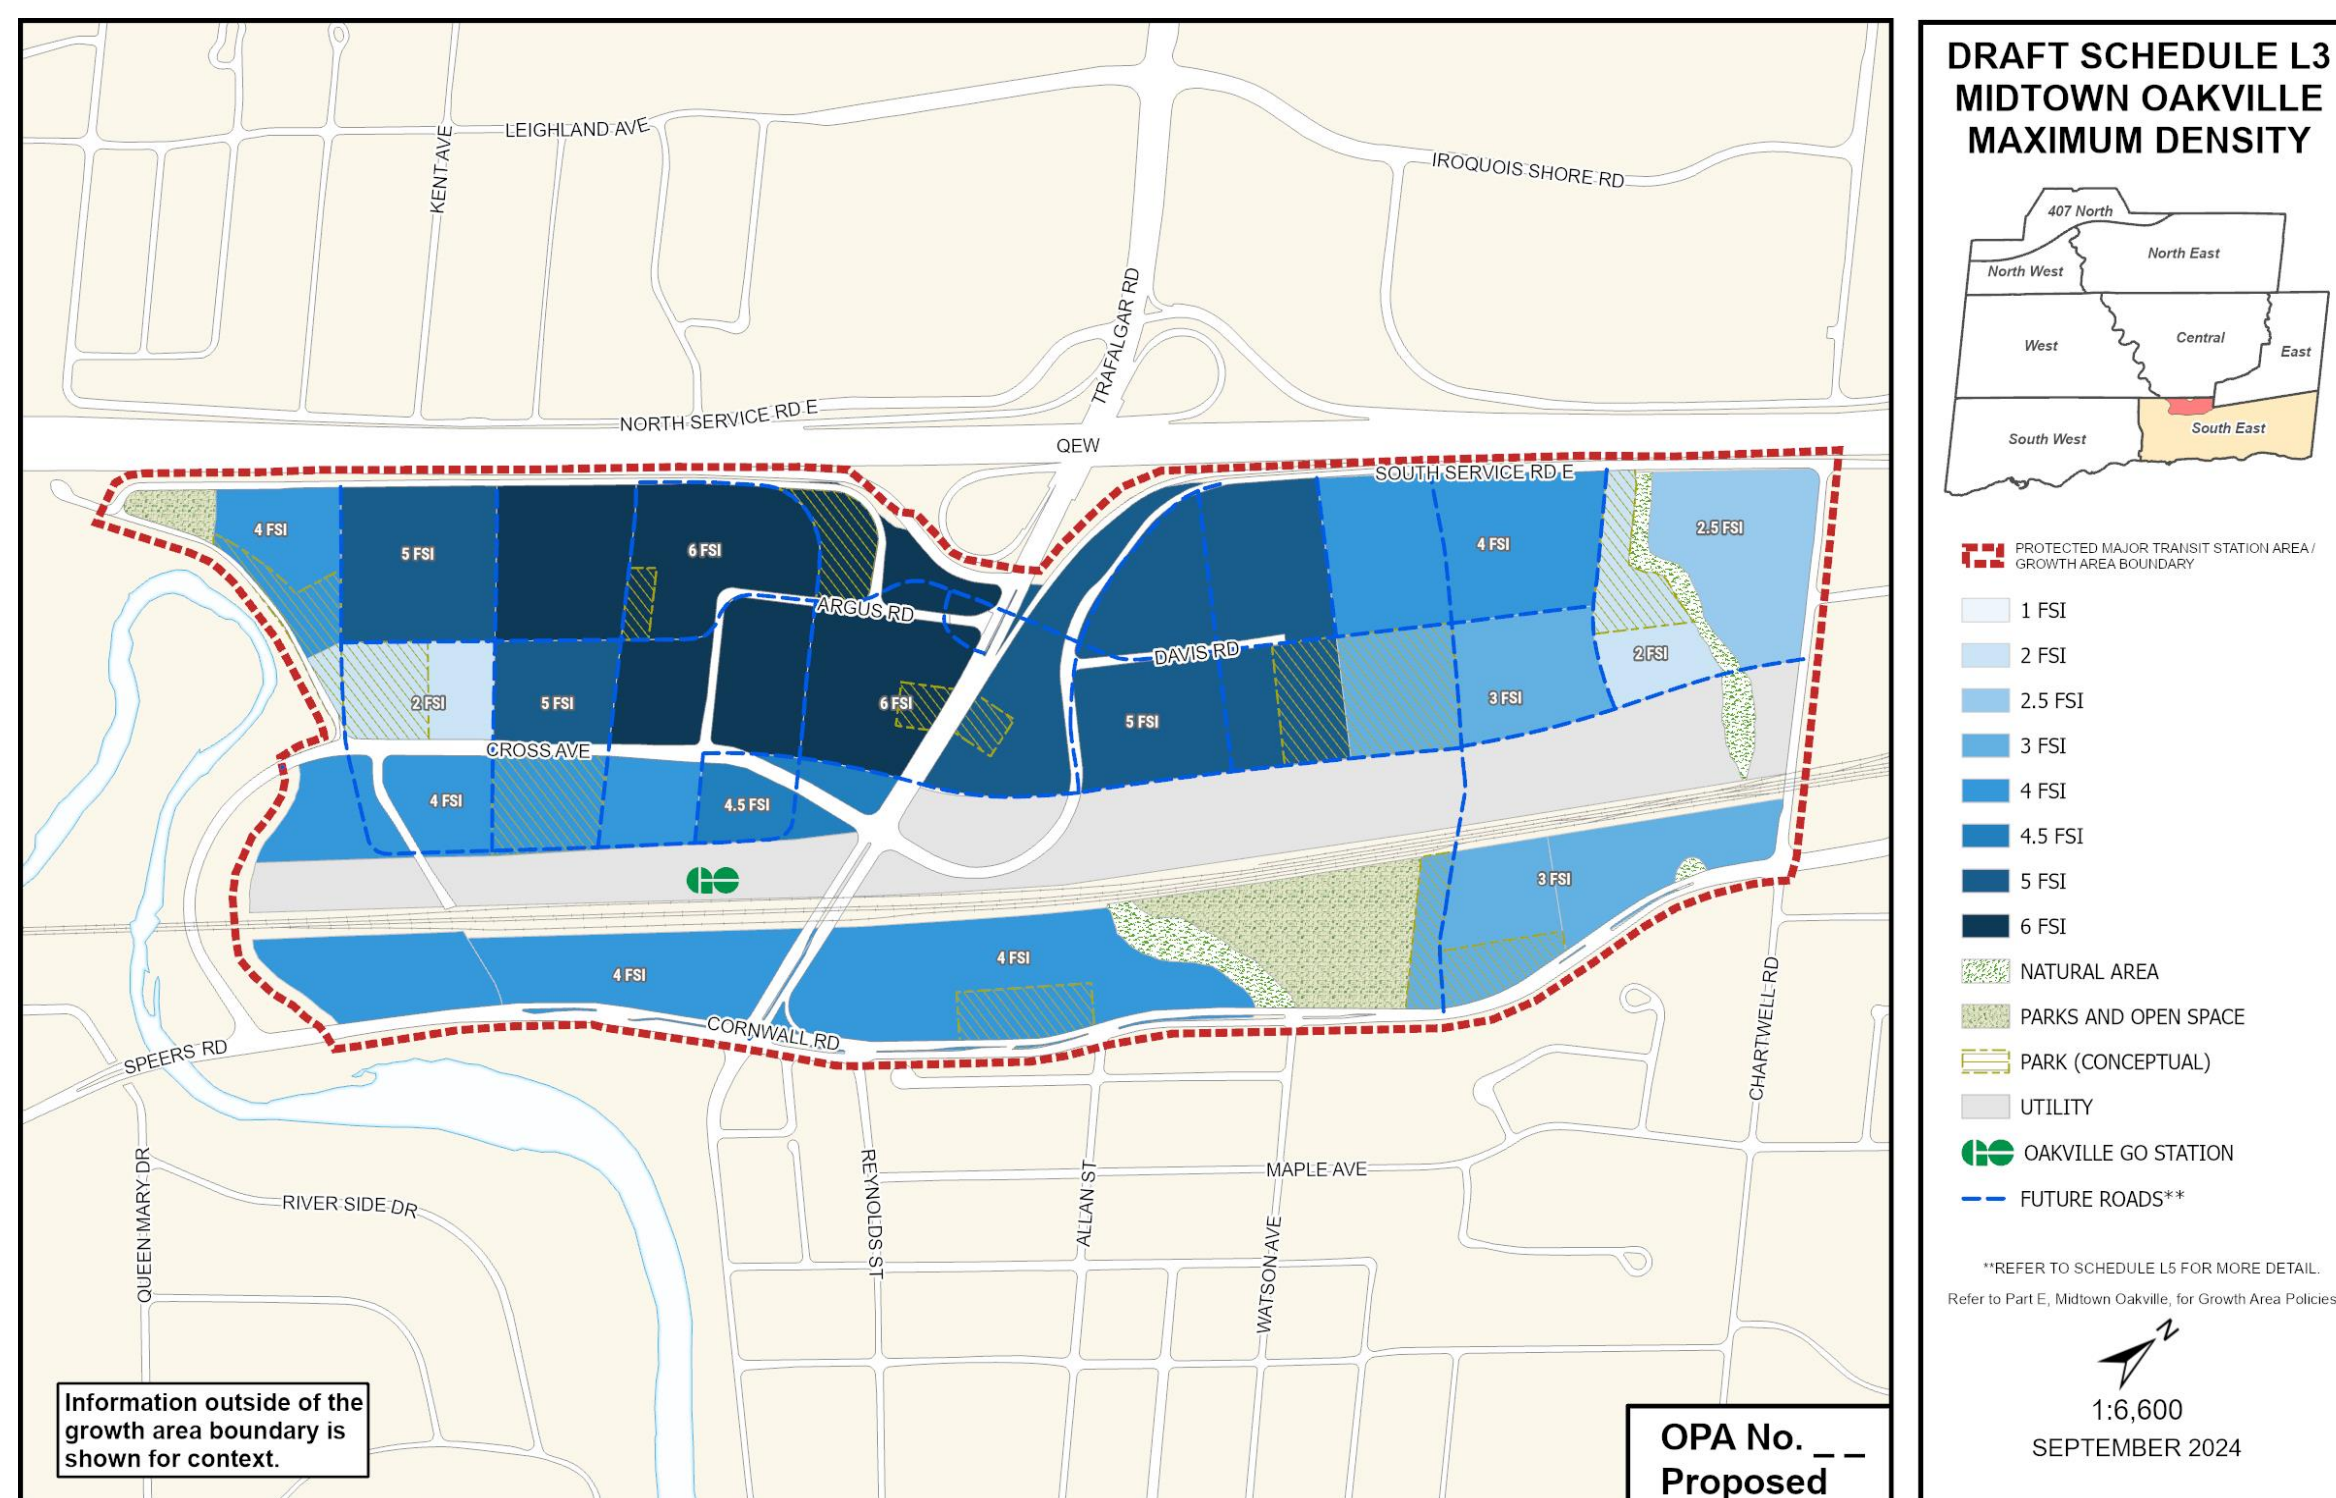 DRAFT SCHEDULE L3
MIDTOWN OAKVILLE
MAXIMUM DENSITY
407 North
North East
North West
West
Central
East
South West
South East
PROTECTED MAJOR TRANSIT STATION AREA /
GROWTH AREA BOUNDARY
1 FSI
2 FSI
2.5 FSI
3 FSI
4 FSI
4.5 FSI
5 FSI
6 FSI
NATURAL AREA
PARKS AND OPEN SPACE
PARK (CONCEPTUAL)
UTILITY
OAKVILLE GO STATION
FUTURE ROADS**
**REFER TO SCHEDULE L5 FOR MORE DETAIL.
Refer to Part E, Midtown Oakville, for Growth Area Policies
N
1:6,600
SEPTEMBER 2024
LEIGHLAND AVE
KENT AVE
IROQUOIS SHORE RD
TRAFALGAR RD
NORTH SERVICE RD E
QEW
SOUTH SERVICE RD E
4 FSI
5 FSI
6 FSI
4 FSI
2.5 FSI
ARGUS RD
DAVIS RD
2 FSI
2 FSI
5 FSI
6 FSI
5 FSI
3 FSI
CROSS AVE
4 FSI
4.5 FSI
GO
3 FSI
4 FSI
4 FSI
CORNWALL RD
SPEERS RD
CHARTWELL RD
QUEEN MARY DR
RIVER SIDE DR
REYNOLDS ST
ALLAN ST
MAPLE AVE
WATSON AVE
Information outside of the
growth area boundary is
shown for context.
OPA No. _ _
Proposed